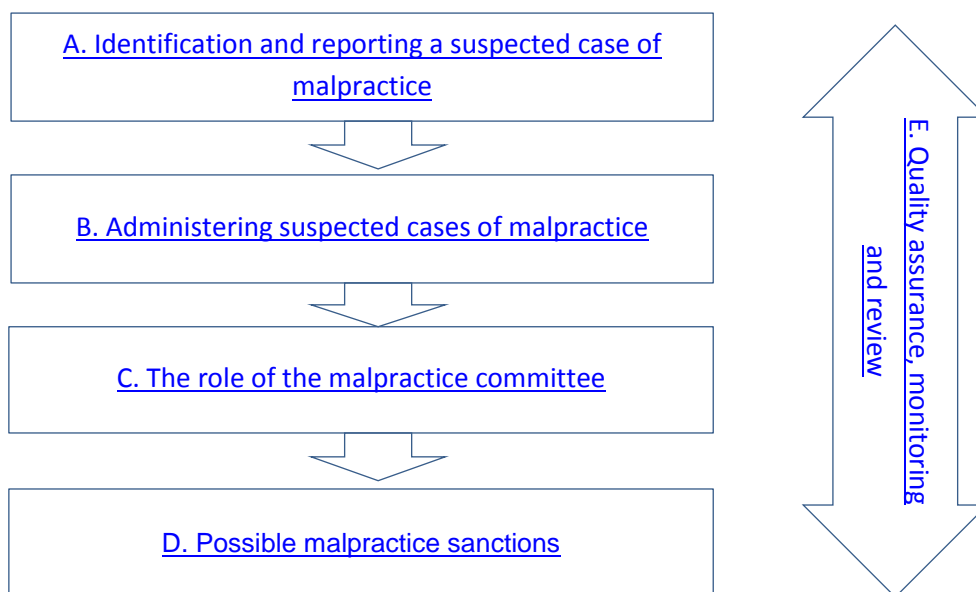 A. Identification and reporting a suspected case of
malpractice
B. Administering suspected cases of malpractice
C. The role of the malpractice committee
D. Possible malpractice sanctions
E. Quality assurance, monitoring
and review